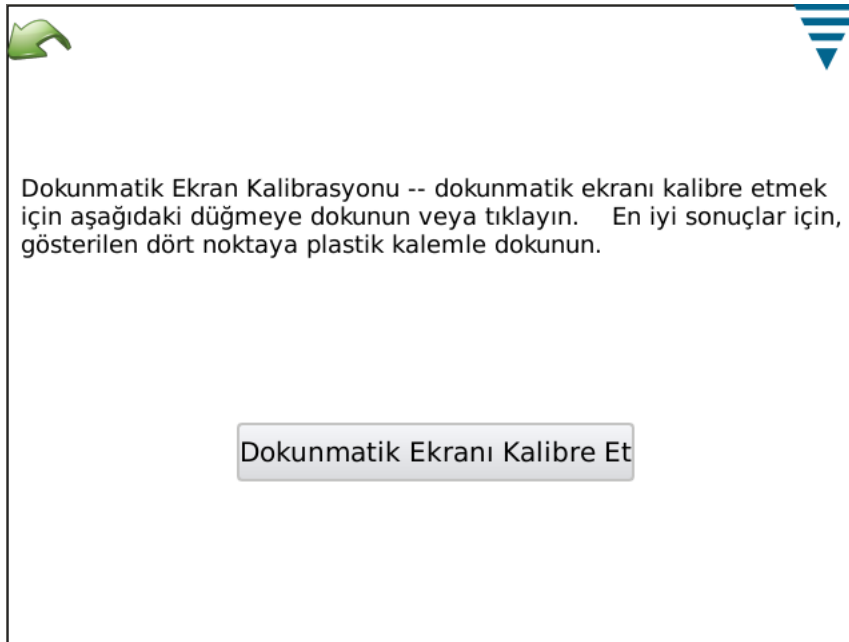 Dokunmatik Ekran Kalibrasyonu -- dokunmatik ekranı kalibre etmek
için aşağıdaki düğmeye dokunun veya tıklayın.    En iyi sonuçlar için,
gösterilen dört noktaya plastik kalemle dokunun.
Dokunmatik Ekranı Kalibre Et